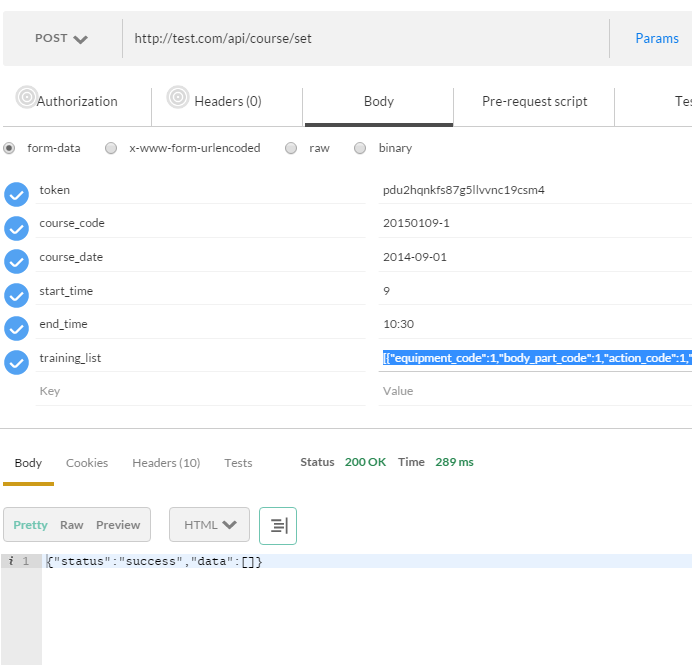 POST http://test.com/api/course/set Params
Authorization Headers (0) Body Pre-request script Tes
form-data x-www-form-urlencoded raw binary
token pdu2hqnkfs87g5llvvnc19csm4
course_code 20150109-1
course_date 2014-09-01
start_time 9
end_time 10:30
training_list [{"equipment_code":1,"body_part_code":1,"action_code":1,"
Key Value
Body Cookies Headers (10) Tests Status 200 OK Time 289 ms
Pretty Raw Preview HTML
i 1 {"status":"success","data":[]}